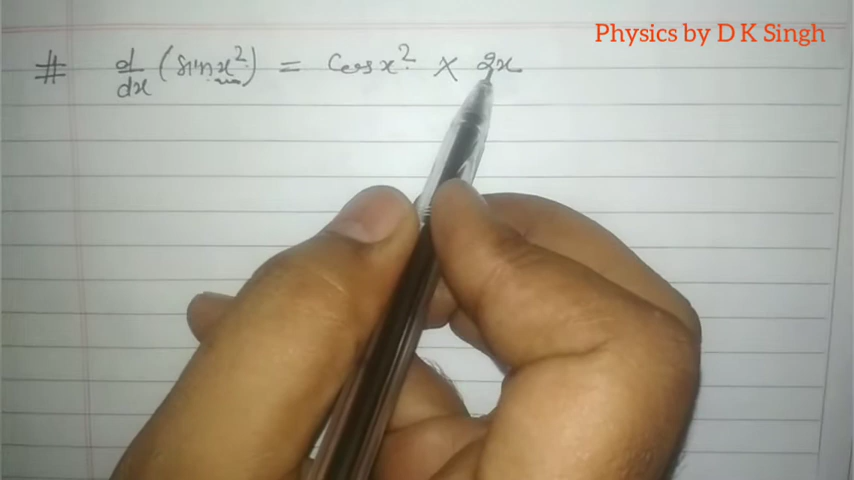 Physics by D K Singh
# d/dx (sin x²) = cos x² × 2x